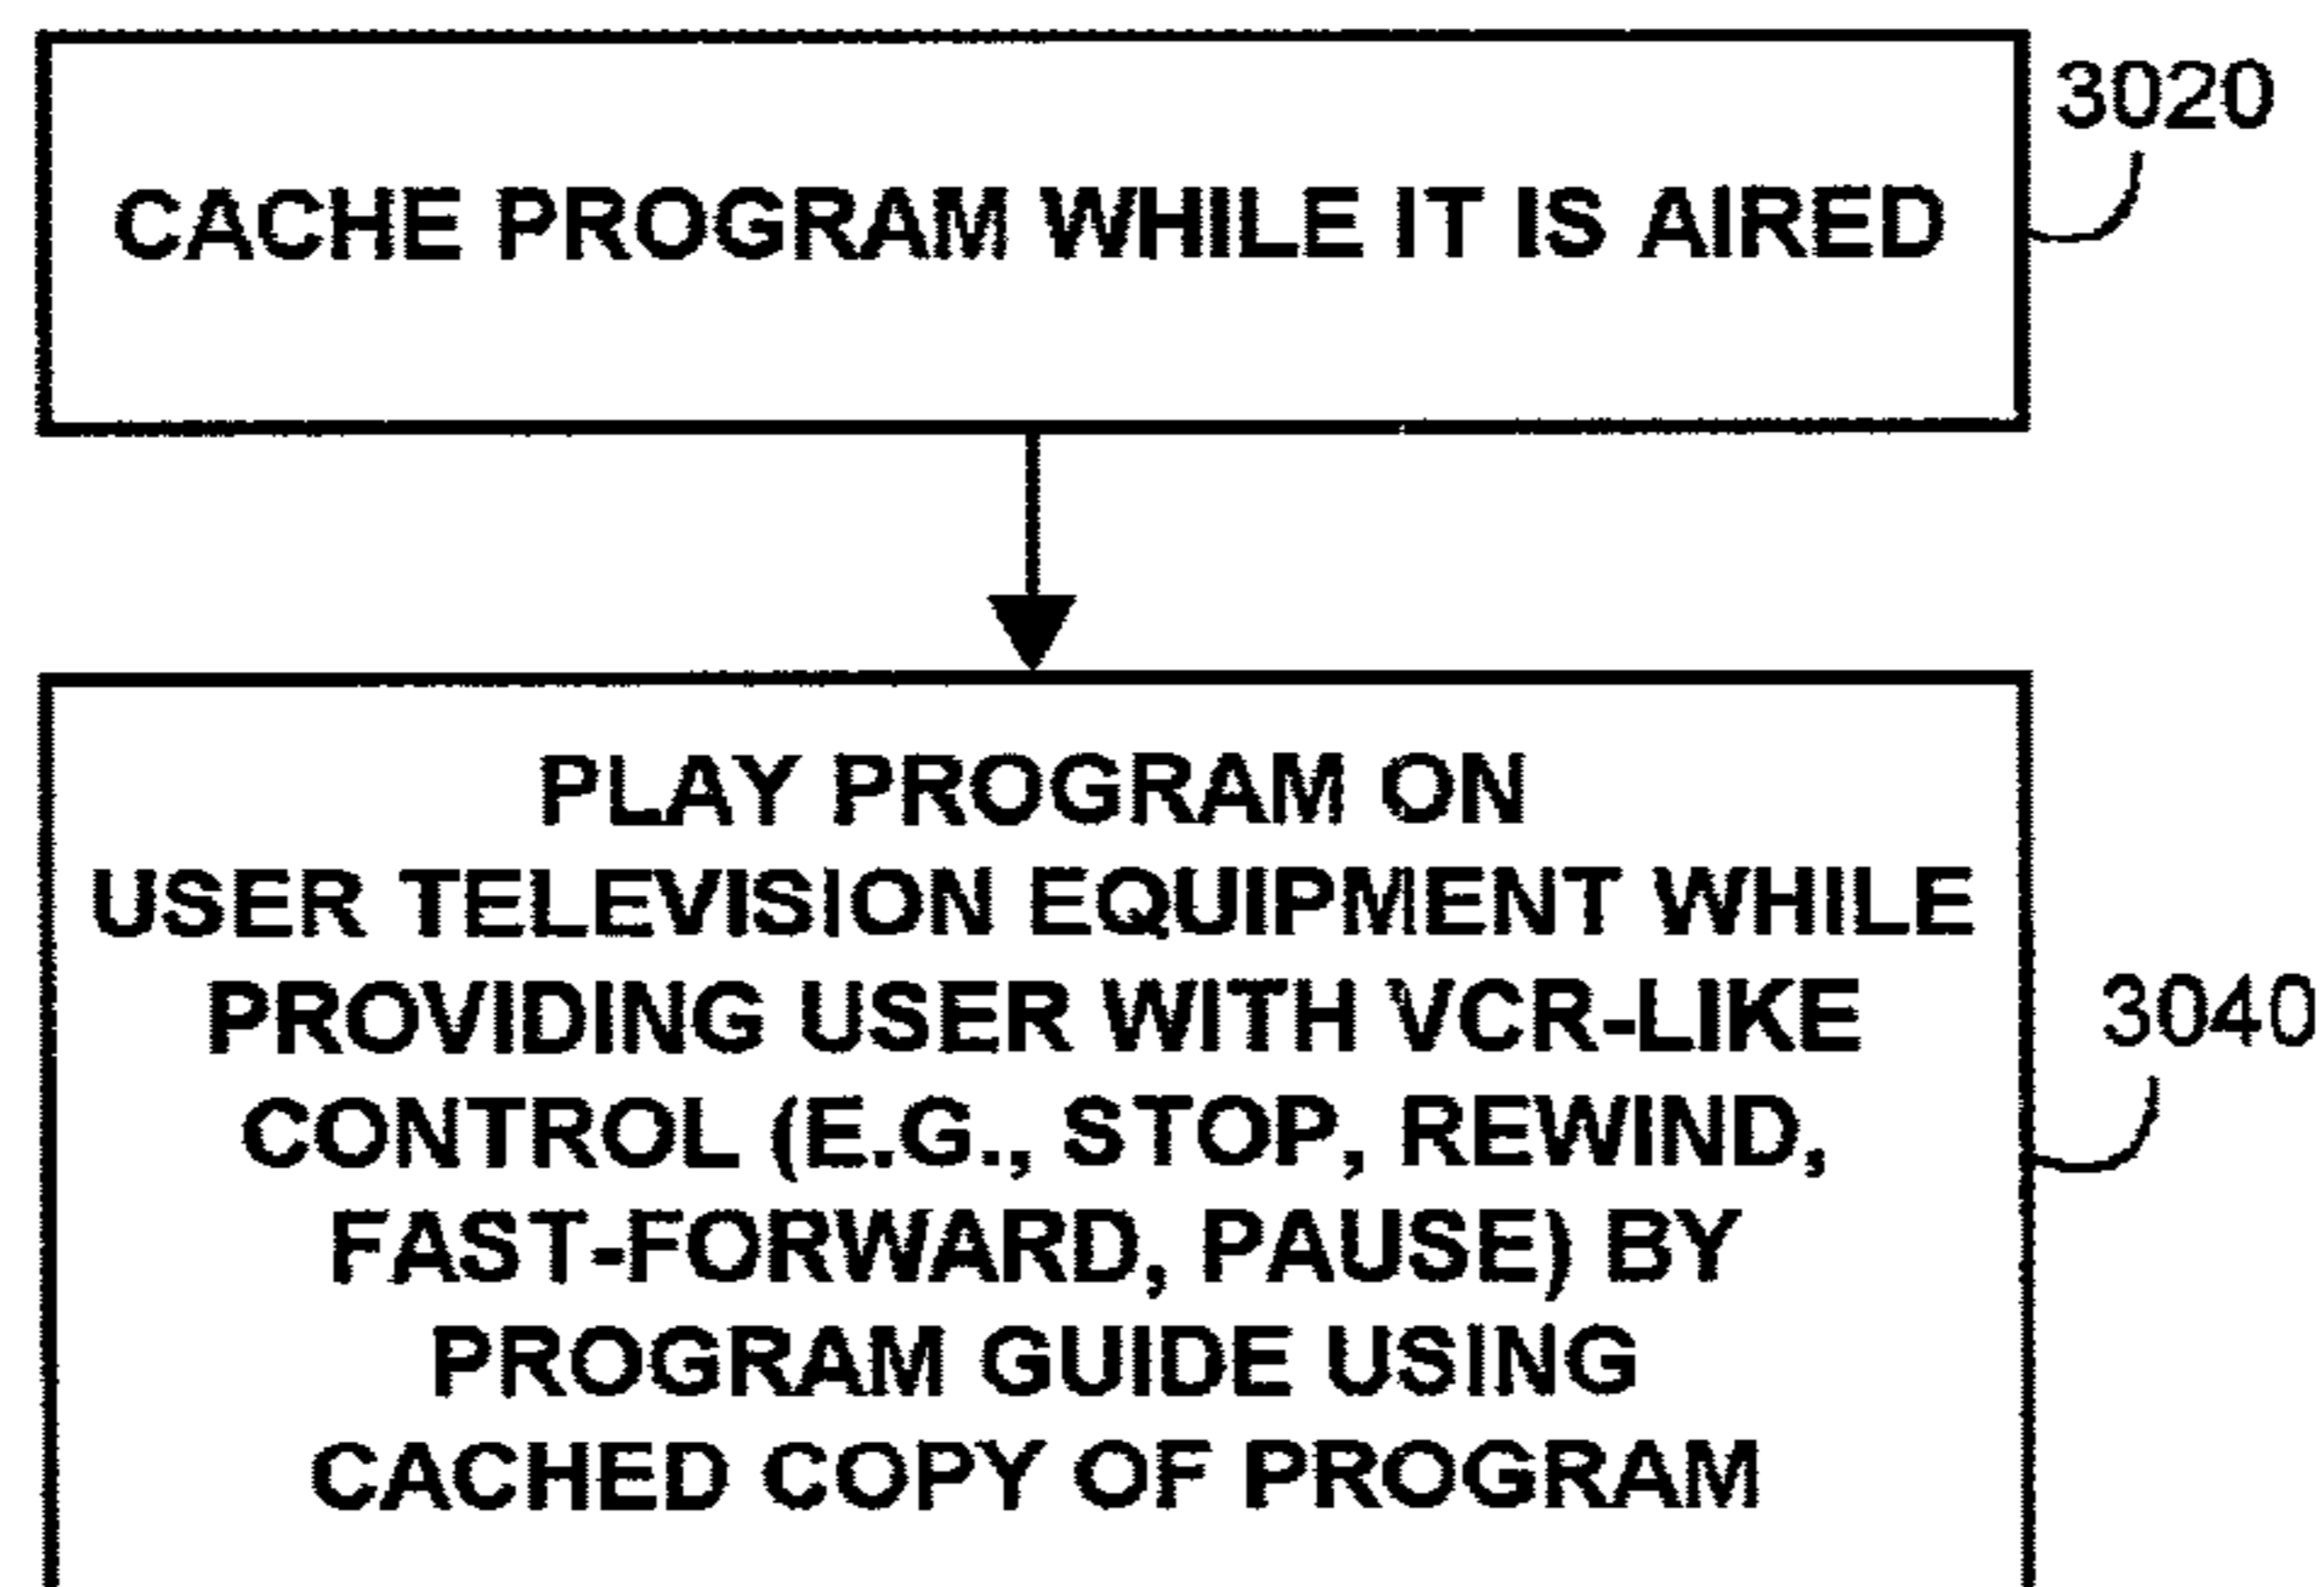 3020
CACHE PROGRAM WHILE IT IS AIRED
PLAY PROGRAM ON
USER TELEVISION EQUIPMENT WHILE
PROVIDING USER WITH VCR-LIKE
3040
CONTROL (E.G., STOP, REWIND,
FAST-FORWARD, PAUSE) BY
PROGRAM GUIDE USING
CACHED COPY OF PROGRAM